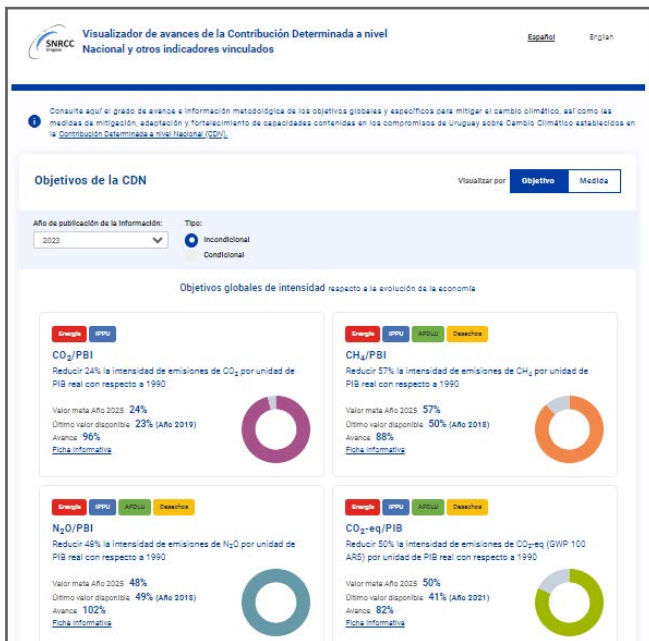 SNRCC
Uruguay
Visualizador de avances de la Contribución Determinada a nivel
Nacional y otros indicadores vinculados
Español English
Consulte aquí el grado de avance e información metodológica de los objetivos globales y específicos para mitigar el cambio climático, así como las
medidas de mitigación, adaptación y fortalecimiento de capacidades contenidas en los compromisos de Uruguay sobre Cambio Climático establecidos en
la Contribución Determinada a nivel Nacional (CDN).
Objetivos de la CDN
Visualizar por Objetivo Medida
Año de publicación de la información:
2023
Tipo:
Incondicional
Condicional
Objetivos globales de intensidad respecto a la evolución de la economía
Energía IPPU
CO₂/PBI
Reducir 24% la intensidad de emisiones de CO₂ por unidad de
PIB real con respecto a 1990
Valor meta Año 2025 24%
Último valor disponible 23% (Año 2019)
Avance 96%
Ficha informativa
Energía IPPU AFOLU Desechos
CH₄/PBI
Reducir 57% la intensidad de emisiones de CH₄ por unidad de
PIB real con respecto a 1990
Valor meta Año 2025 57%
Último valor disponible 50% (Año 2018)
Avance 88%
Ficha informativa
Energía IPPU AFOLU Desechos
N₂O/PBI
Reducir 48% la intensidad de emisiones de N₂O por unidad de
PIB real con respecto a 1990
Valor meta Año 2025 48%
Último valor disponible 49% (Año 2018)
Avance 102%
Ficha informativa
Energía IPPU AFOLU Desechos
CO₂-eq/PIB
Reducir 50% la intensidad de emisiones de CO₂-eq (GWP 100
AR5) por unidad de PIB real con respecto a 1990
Valor meta Año 2025 50%
Último valor disponible 41% (Año 2021)
Avance 82%
Ficha informativa